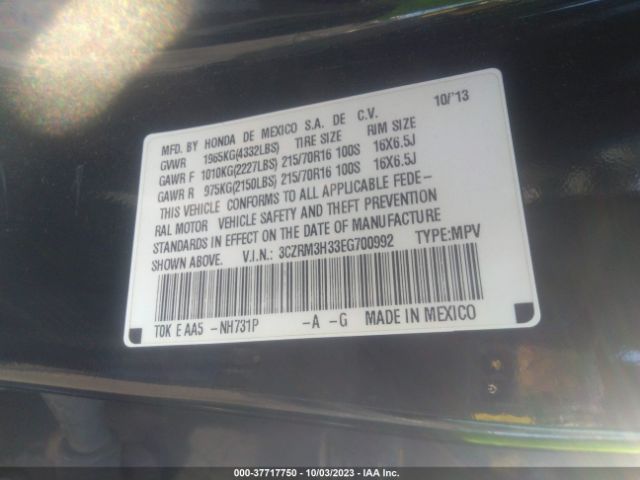 MFD. BY HONDA DE MEXICO S.A. DE C.V. 10/'13
GVWR 1965KG(4332LBS) TIRE SIZE RIM SIZE
GAWR F 1010KG(2227LBS) 215/70R16 100S 16X6.5J
GAWR R 975KG(2150LBS) 215/70R16 100S 16X6.5J
THIS VEHICLE CONFORMS TO ALL APPLICABLE FEDE-
RAL MOTOR VEHICLE SAFETY AND THEFT PREVENTION
STANDARDS IN EFFECT ON THE DATE OF MANUFACTURE
SHOWN ABOVE. V.I.N.: 3CZRM3H33EG700992 TYPE:MPV
T0K E AA5 -NH731P -A -G MADE IN MEXICO
000-37717750 - 10/03/2023 - IAA Inc.